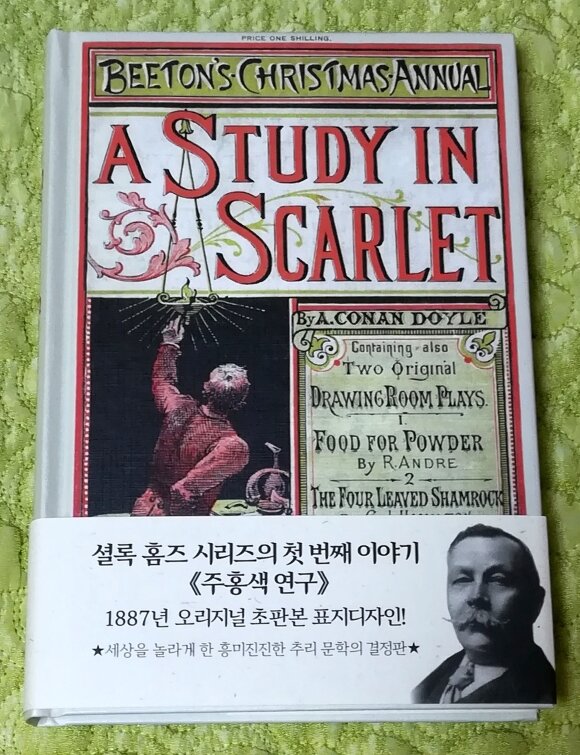 PRICE ONE SHILLING.
BEETON'S·CHRISTMAS·ANNUAL
A STUDY IN
SCARLET
By A. CONAN DOYLE
Containing also
Two Original
DRAWING ROOM PLAYS.
1.
FOOD FOR POWDER
By R. ANDRE
2
THE FOUR LEAVED SHAMROCK
셜록 홈즈 시리즈의 첫 번째 이야기
《주홍색 연구》
1887년 오리지널 초판본 표지디자인!
★세상을 놀라게 한 흥미진진한 추리 문학의 결정판★